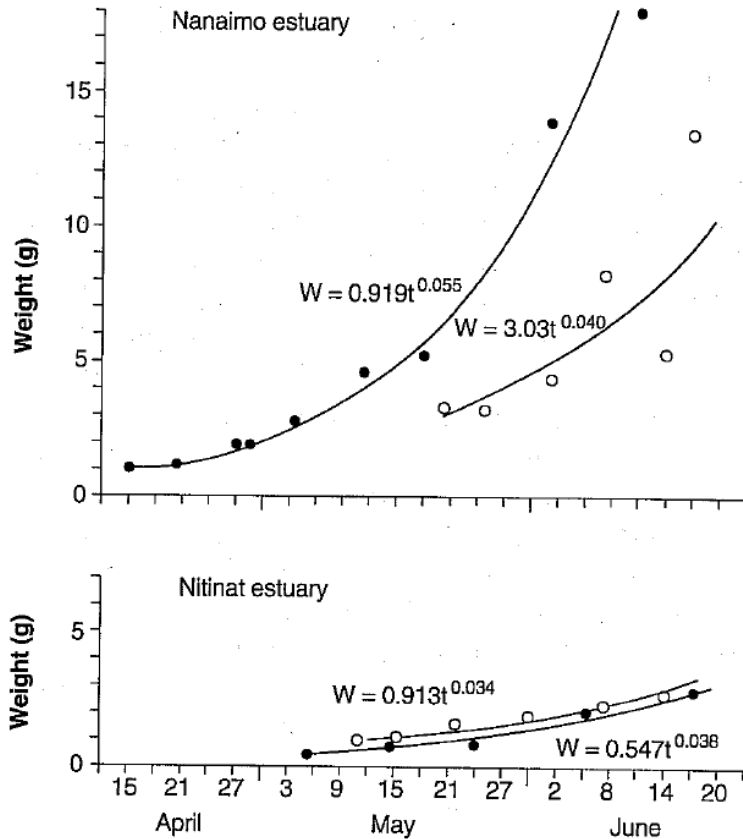 Nanaimo estuary
15
10
5
0
Weight (g)
W = 0.919t^0.055
W = 3.03t^0.040
Nitinat estuary
5
0
Weight (g)
W = 0.913t^0.034
W = 0.547t^0.038
15 21 27 3 9 15 21 27 2 8 14 20
April May June